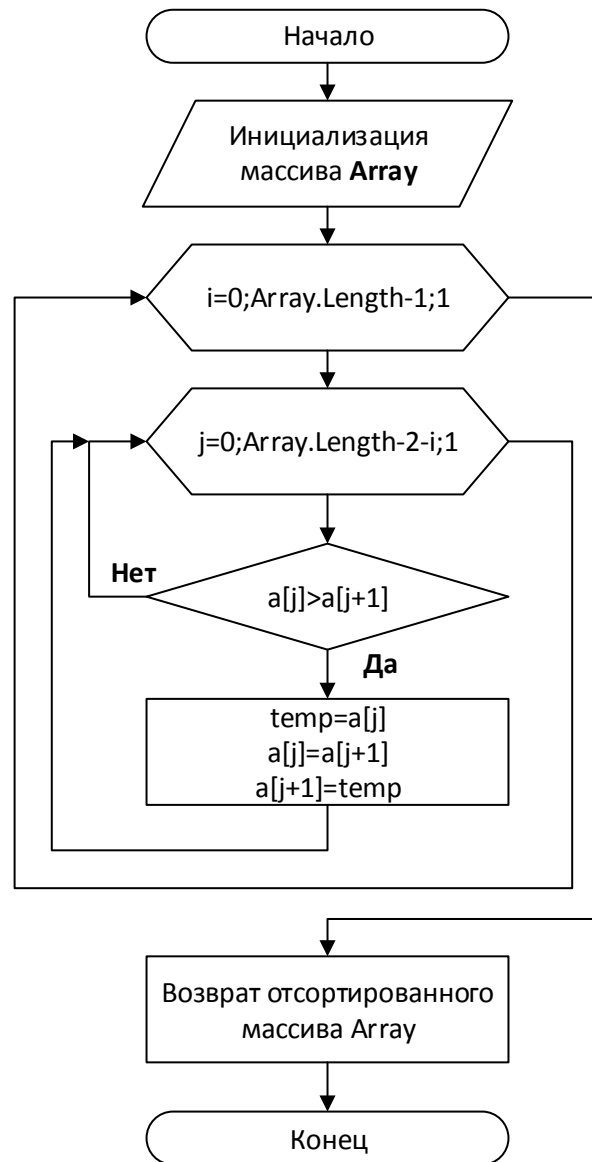 Начало
Инициализация
массива Array
i=0;Array.Length-1;1
j=0;Array.Length-2-i;1
Нет
a[j]>a[j+1]
Да
temp=a[j]
a[j]=a[j+1]
a[j+1]=temp
Возврат отсортированного
массива Array
Конец